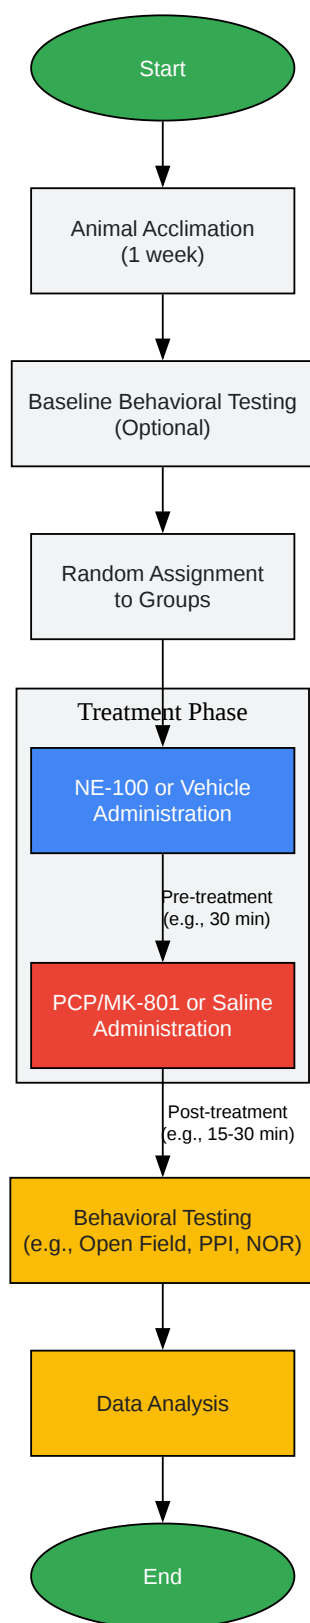 Start
Animal Acclimation
(1 week)
Baseline Behavioral Testing
(Optional)
Random Assignment
to Groups
Treatment Phase
NE-100 or Vehicle
Administration
Pre-treatment
(e.g., 30 min)
PCP/MK-801 or Saline
Administration
Post-treatment
(e.g., 15-30 min)
Behavioral Testing
(e.g., Open Field, PPI, NOR)
Data Analysis
End